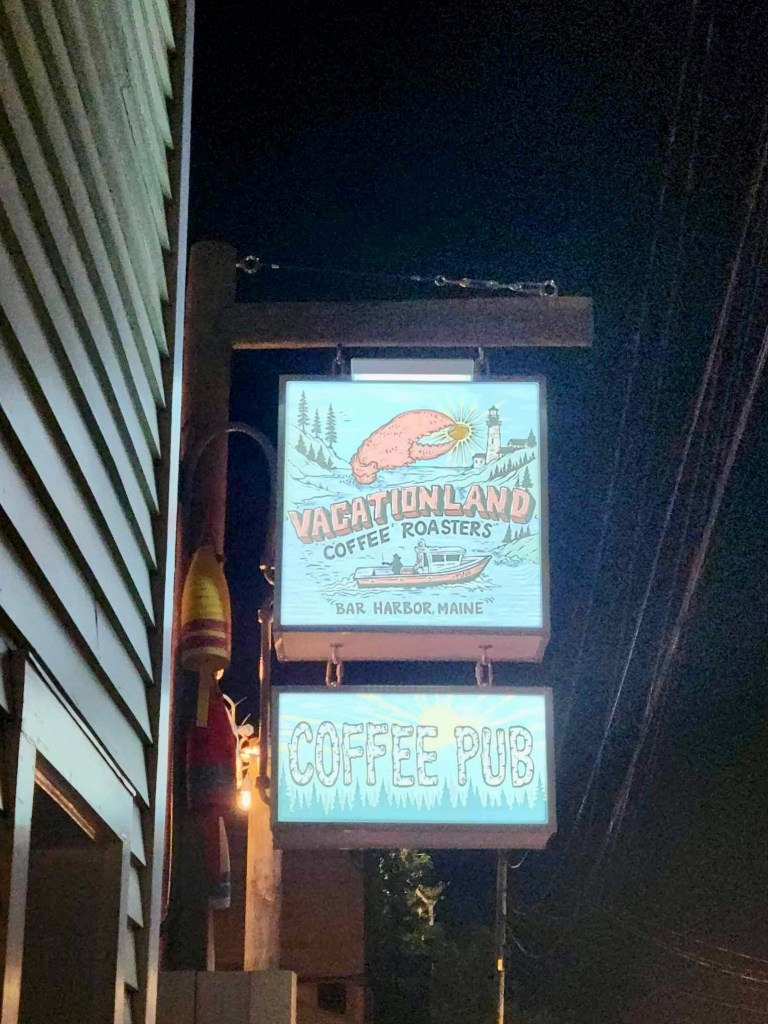 VACATIONLAND
COFFEE ROASTERS
"BAR HARBOR, MAINE"
COFFEE PUB